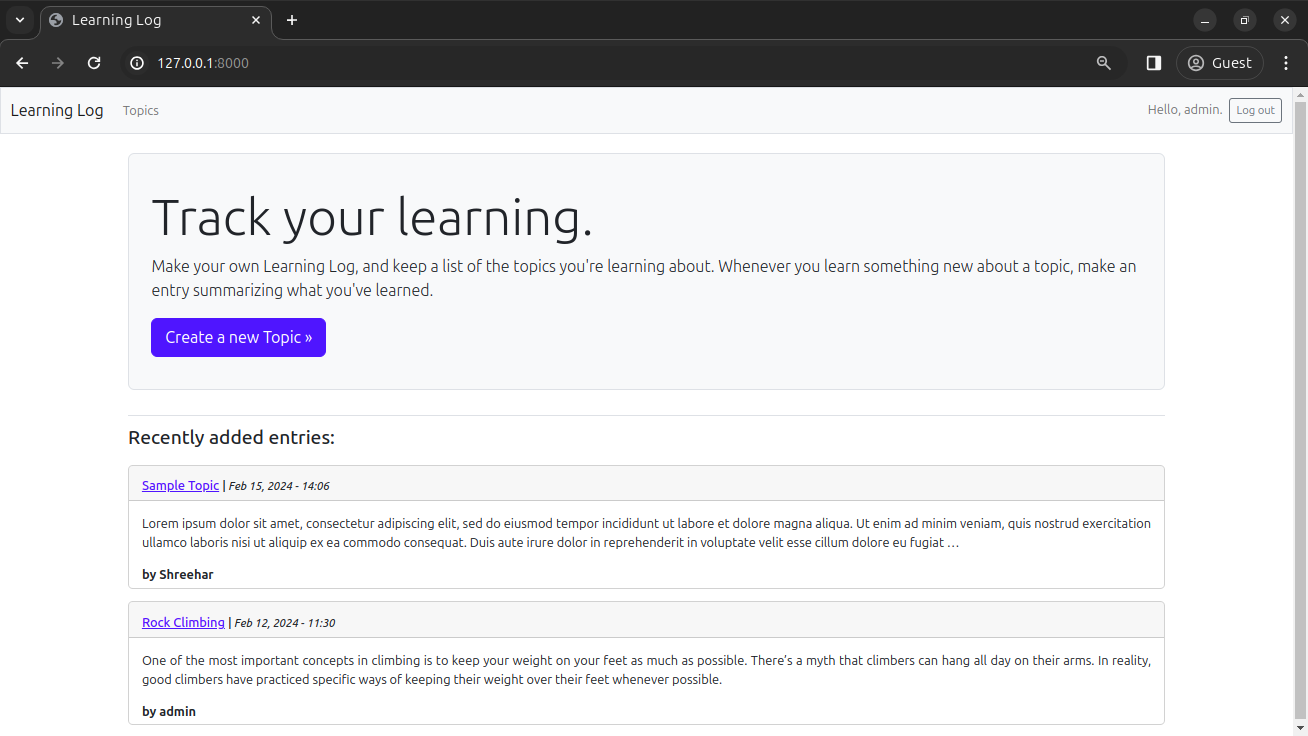 Learning Log
127.0.0.1:8000
Guest
Learning Log Topics Hello, admin. Log out
Track your learning.
Make your own Learning Log, and keep a list of the topics you're learning about. Whenever you learn something new about a topic, make an
entry summarizing what you've learned.
Create a new Topic »
Recently added entries:
Sample Topic | Feb 15, 2024 - 14:06
Lorem ipsum dolor sit amet, consectetur adipiscing elit, sed do eiusmod tempor incididunt ut labore et dolore magna aliqua. Ut enim ad minim veniam, quis nostrud exercitation
ullamco laboris nisi ut aliquip ex ea commodo consequat. Duis aute irure dolor in reprehenderit in voluptate velit esse cillum dolore eu fugiat …
by Shreehar
Rock Climbing | Feb 12, 2024 - 11:30
One of the most important concepts in climbing is to keep your weight on your feet as much as possible. There’s a myth that climbers can hang all day on their arms. In reality,
good climbers have practiced specific ways of keeping their weight over their feet whenever possible.
by admin